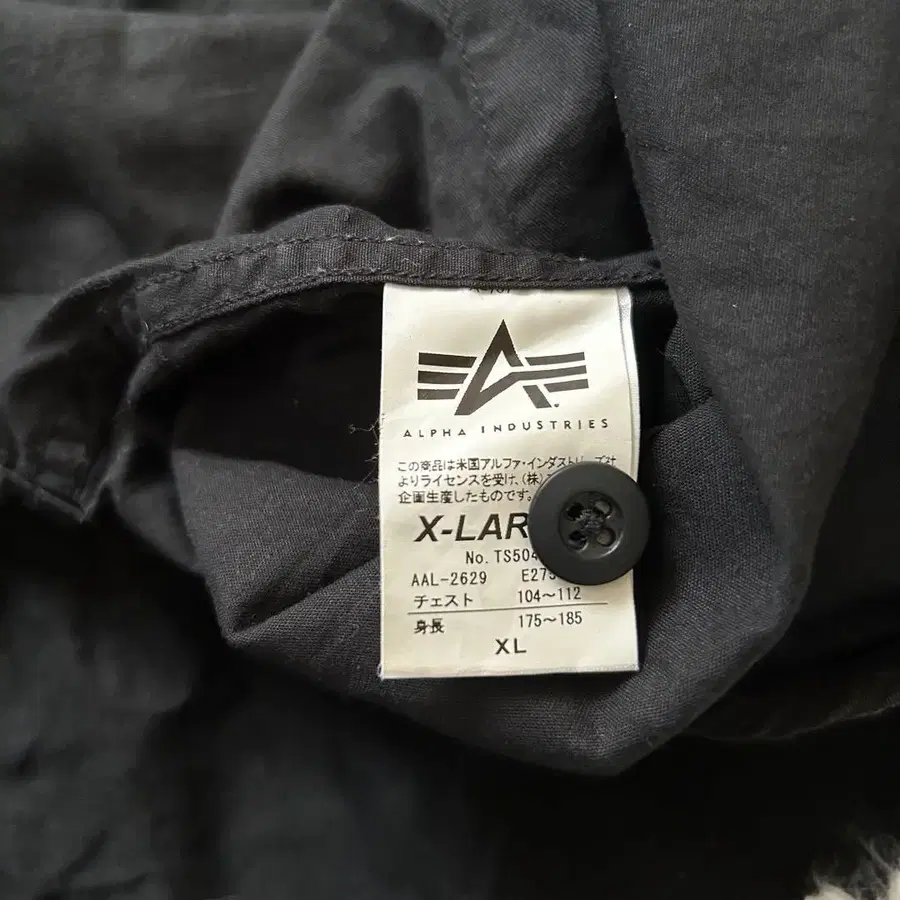 ALPHA INDUSTRIES
この商品は米国アルファ・インダストリーズ社
よりライセンスを受け、(株)
企画生産したものです。
X-LAR
No. TS504
AAL-2629 E275
チェスト 104～112
身長 175～185
XL